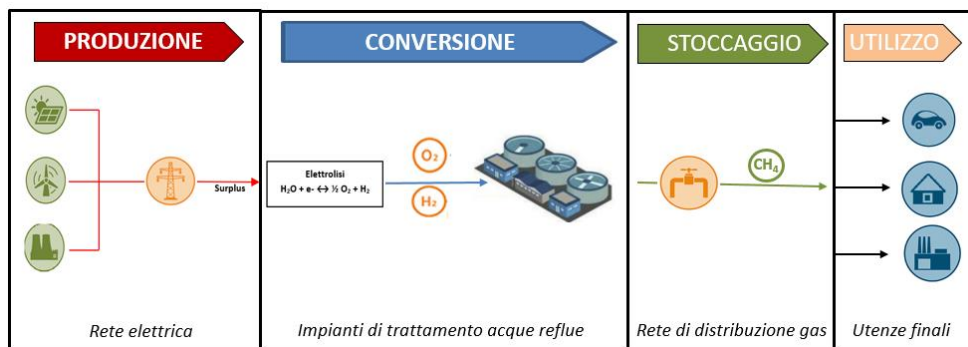 PRODUZIONE
CONVERSIONE
STOCCAGGIO
UTILIZZO
Surplus
Elettrolisi
H₂O + e- ↔ ½ O₂ + H₂
O₂
H₂
CH₄
Rete elettrica
Impianti di trattamento acque reflue
Rete di distribuzione gas
Utenze finali